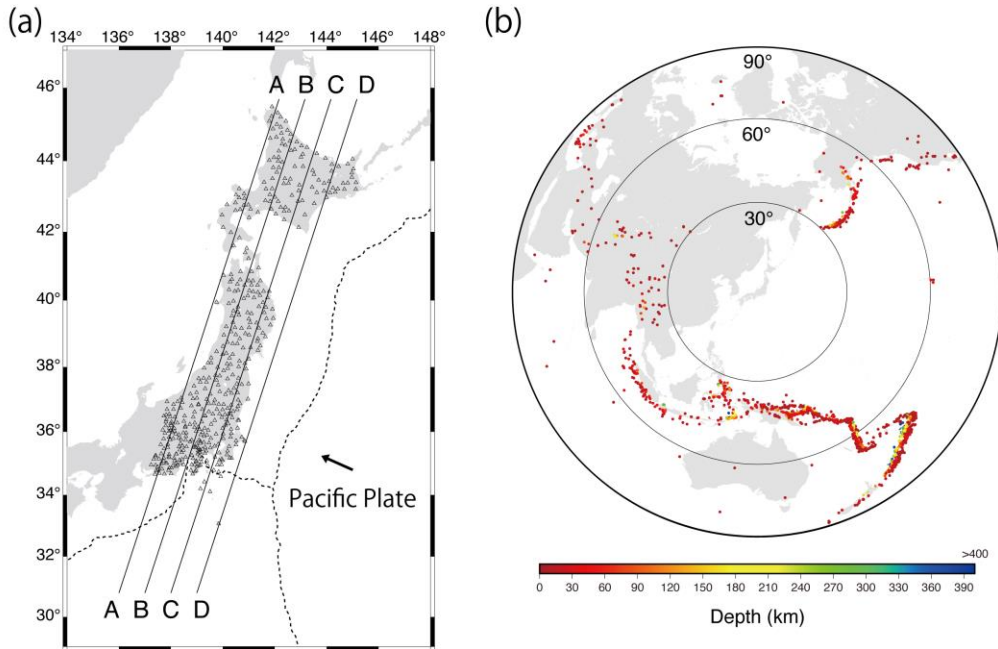 (a)
134° 136° 138° 140° 142° 144° 146° 148°
46°
A B C D
44°
42°
40°
38°
36°
34°
Pacific Plate
32°
A B C D
30°
(b)
90°
60°
30°
>400
0 30 60 90 120 150 180 210 240 270 300 330 360 390
Depth (km)